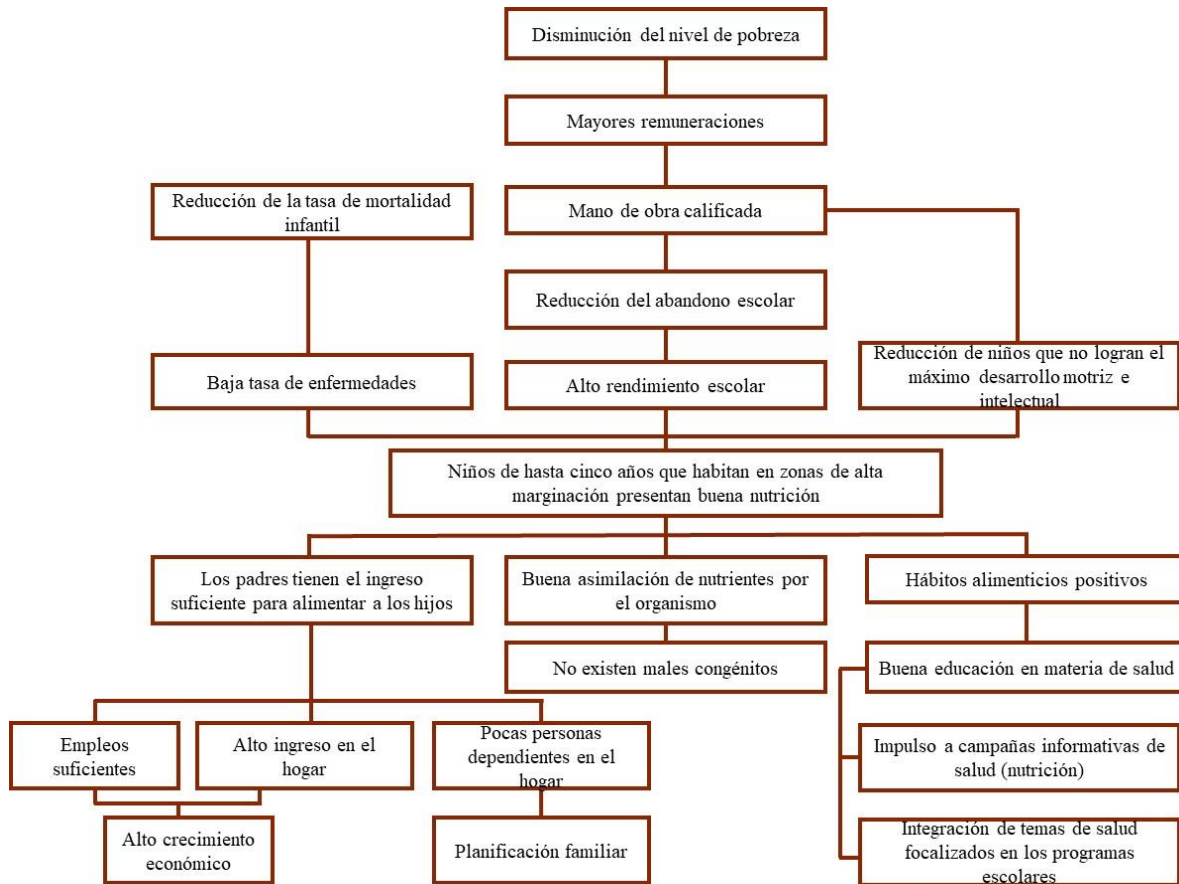 Disminución del nivel de pobreza
Mayores remuneraciones
Reducción de la tasa de mortalidad
infantil
Mano de obra calificada
Reducción del abandono escolar
Baja tasa de enfermedades
Alto rendimiento escolar
Reducción de niños que no logran el
máximo desarrollo motriz e
intelectual
Niños de hasta cinco años que habitan en zonas de alta
marginación presentan buena nutrición
Los padres tienen el ingreso
suficiente para alimentar a los hijos
Buena asimilación de nutrientes por
el organismo
Hábitos alimenticios positivos
No existen males congénitos
Buena educación en materia de salud
Empleos
suficientes
Alto ingreso en el
hogar
Pocas personas
dependientes en el
hogar
Impulso a campañas informativas de
salud (nutrición)
Alto crecimiento
económico
Planificación familiar
Integración de temas de salud
focalizados en los programas
escolares